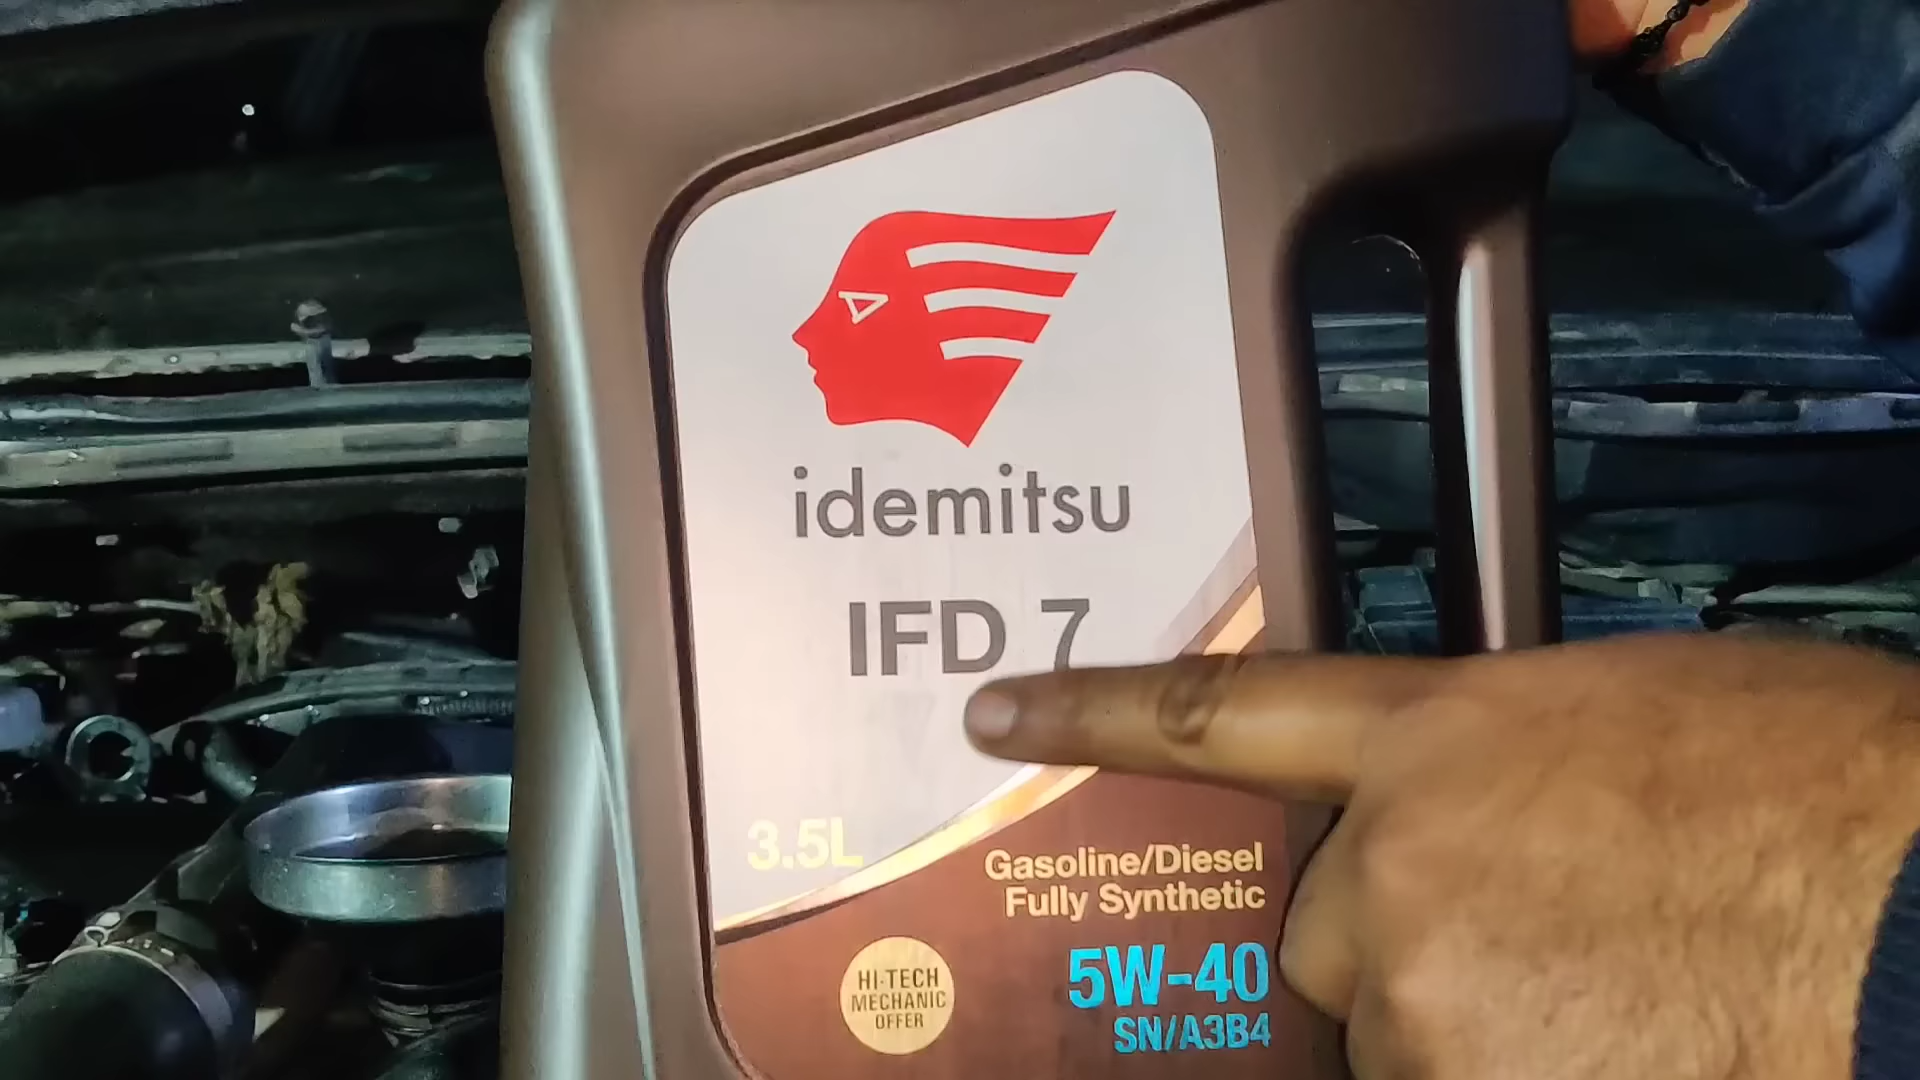 idemitsu
IFD 7
3.5L
Gasoline/Diesel
Fully Synthetic
HI-TECH
MECHANIC
OFFER
5W-40
SN/A3B4